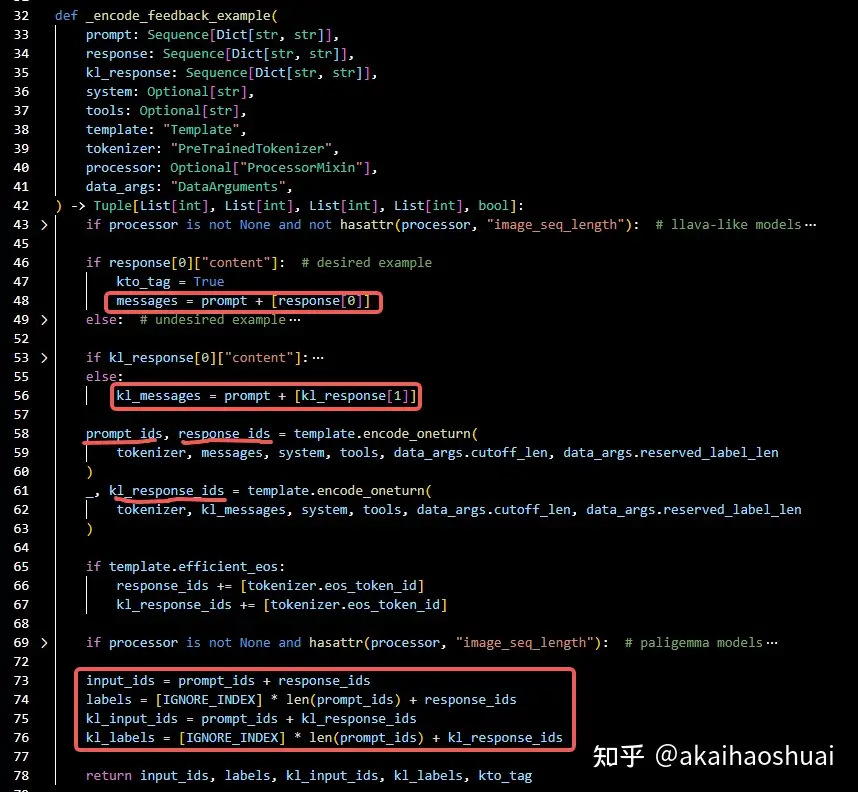 32 def _encode_feedback_example(
33     prompt: Sequence[Dict[str, str]],
34     response: Sequence[Dict[str, str]],
35     kl_response: Sequence[Dict[str, str]],
36     system: Optional[str],
37     tools: Optional[str],
38     template: "Template",
39     tokenizer: "PreTrainedTokenizer",
40     processor: Optional["ProcessorMixin"],
41     data_args: "DataArguments",
42 ) -> Tuple[List[int], List[int], List[int], List[int], bool]:
43 >     if processor is not None and not hasattr(processor, "image_seq_length"):  # llava-like models…
45
46     if response[0]["content"]:  # desired example
47         kto_tag = True
48         messages = prompt + [response[0]]
49 >     else:  # undesired example…
52
53 >     if kl_response[0]["content"]:…
55     else:
56         kl_messages = prompt + [kl_response[1]]
57
58     prompt_ids, response_ids = template.encode_oneturn(
59         tokenizer, messages, system, tools, data_args.cutoff_len, data_args.reserved_label_len
60     )
61     _, kl_response_ids = template.encode_oneturn(
62         tokenizer, kl_messages, system, tools, data_args.cutoff_len, data_args.reserved_label_len
63     )
64
65     if template.efficient_eos:
66         response_ids += [tokenizer.eos_token_id]
67         kl_response_ids += [tokenizer.eos_token_id]
68
69 >     if processor is not None and hasattr(processor, "image_seq_length"):  # paligemma models…
72
73     input_ids = prompt_ids + response_ids
74     labels = [IGNORE_INDEX] * len(prompt_ids) + response_ids
75     kl_input_ids = prompt_ids + kl_response_ids
76     kl_labels = [IGNORE_INDEX] * len(prompt_ids) + kl_response_ids
77
78     return input_ids, labels, kl_input_ids, kl_labels, kto_tag
知乎 @akaihaoshuai